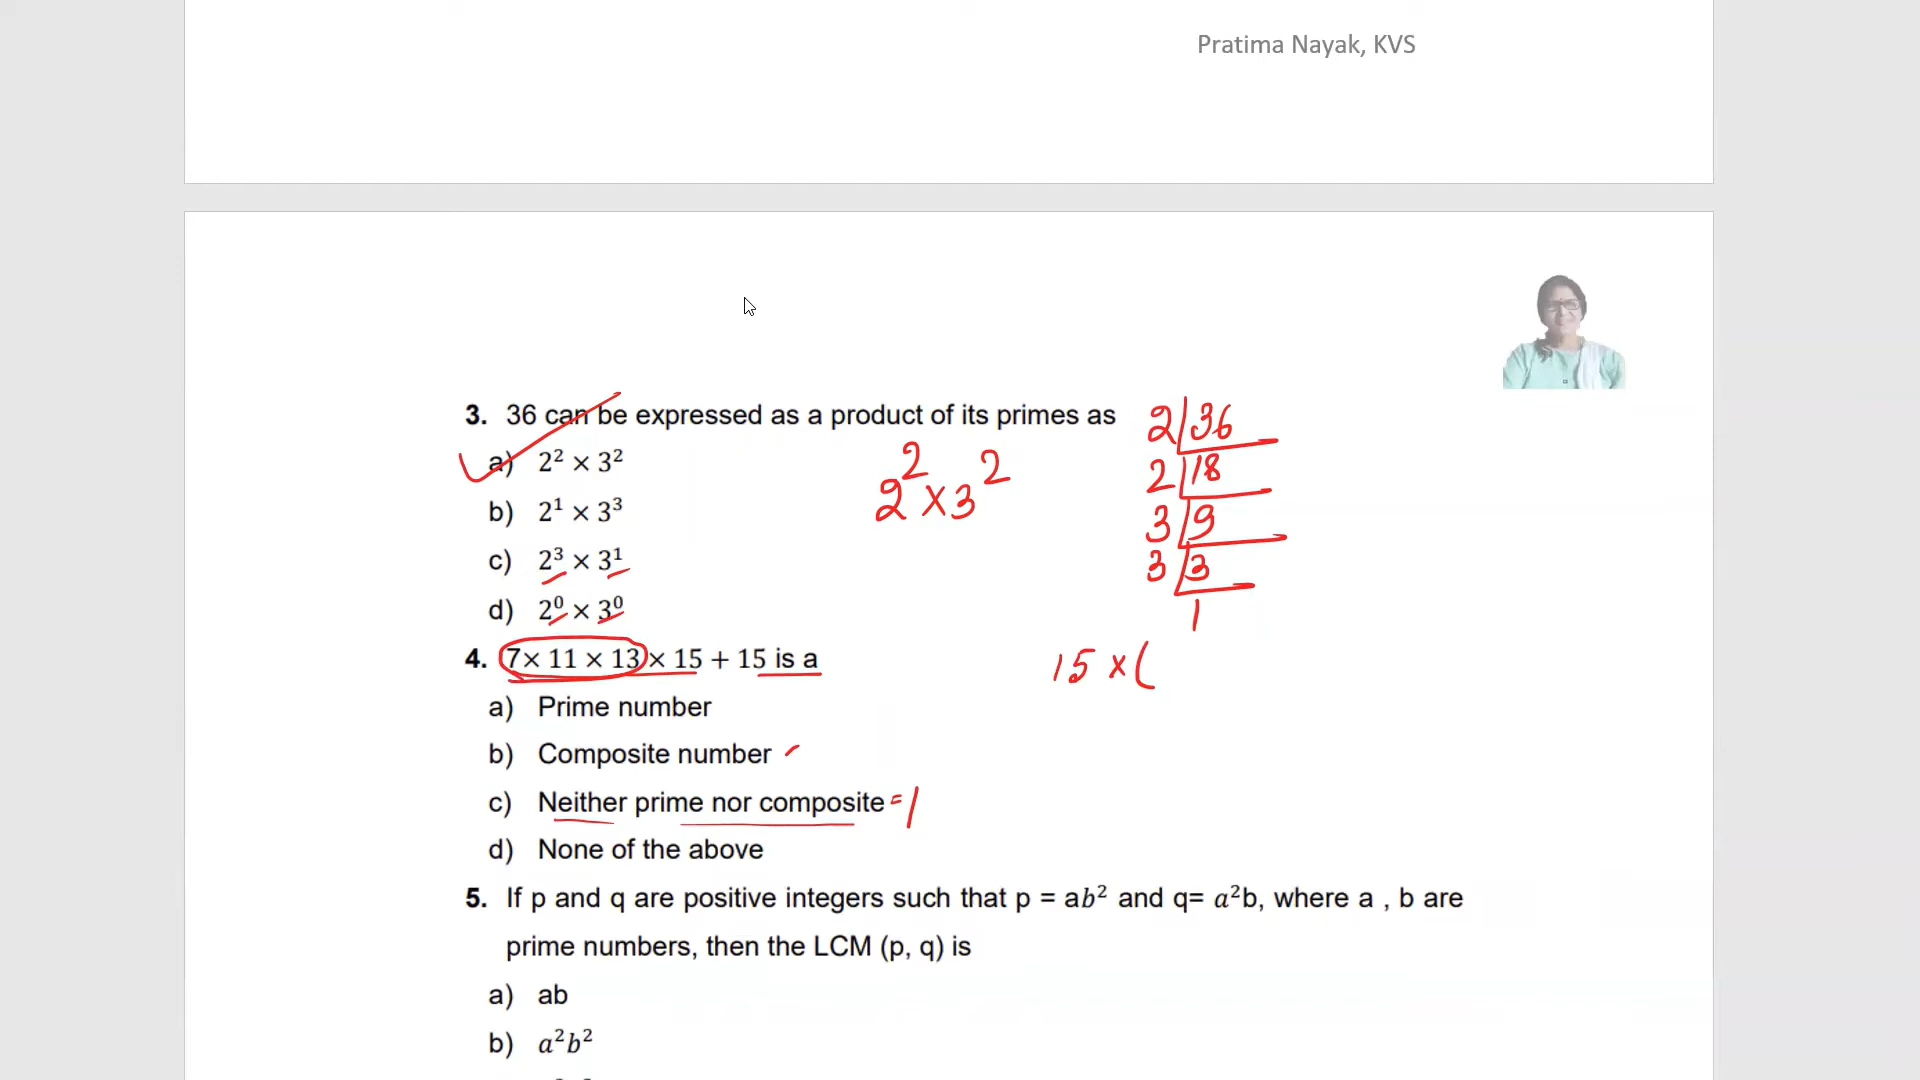 Pratima Nayak, KVS
3. 36 can be expressed as a product of its primes as
a) 2² × 3²
b) 2¹ × 3³
c) 2³ × 3¹
d) 2⁰ × 3⁰
2² × 3²
2 | 36
2 | 18
3 | 9
3 | 3
1
4. 7× 11 × 13 × 15 + 15 is a
15 × (
a) Prime number
b) Composite number
c) Neither prime nor composite = 1
d) None of the above
5. If p and q are positive integers such that p = ab² and q= a²b, where a , b are
prime numbers, then the LCM (p, q) is
a) ab
b) a²b²